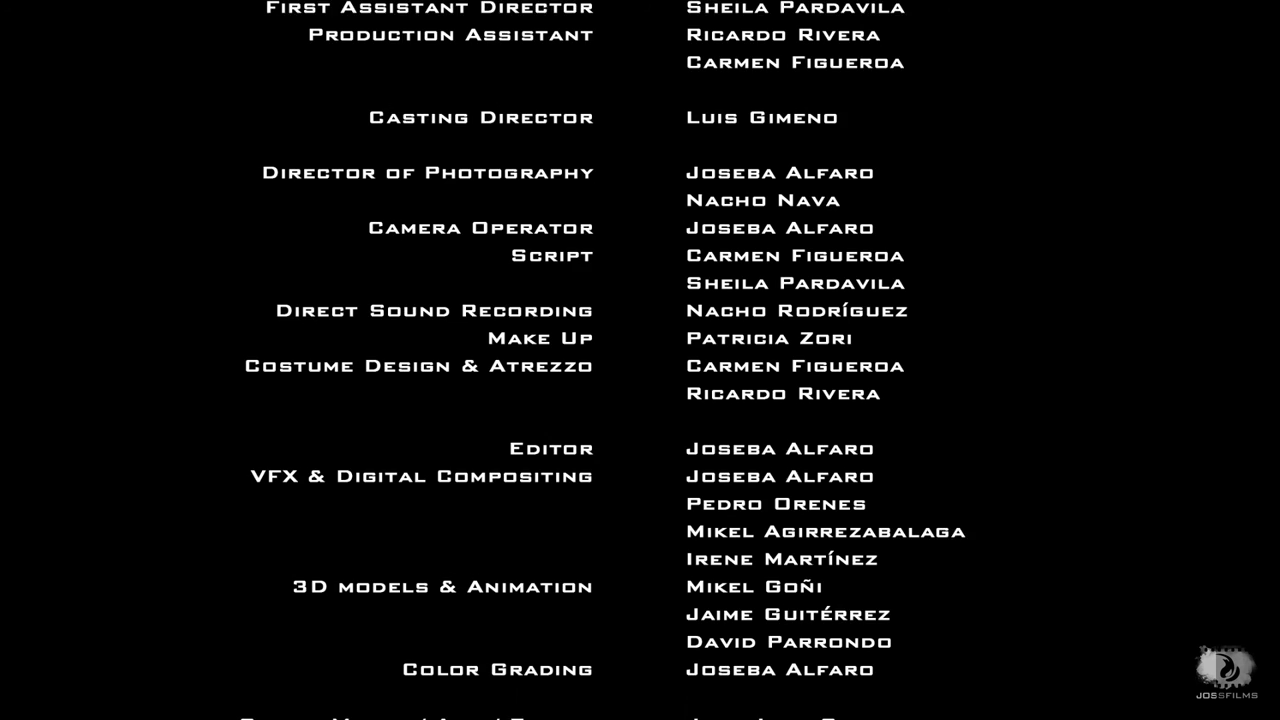 First Assistant Director Sheila Pardavila
Production Assistant Ricardo Rivera
Carmen Figueroa
Casting Director Luis Gimeno
Director of Photography Joseba Alfaro
Nacho Nava
Camera Operator Joseba Alfaro
Script Carmen Figueroa
Sheila Pardavila
Direct Sound Recording Nacho Rodríguez
Make Up Patricia Zori
Costume Design & Atrezzo Carmen Figueroa
Ricardo Rivera
Editor Joseba Alfaro
VFX & Digital Compositing Joseba Alfaro
Pedro Orenes
Mikel Agirrezabalaga
Irene Martínez
3D models & Animation Mikel Goñi
Jaime Guitérrez
David Parrondo
Color Grading Joseba Alfaro
JOSSFILMS